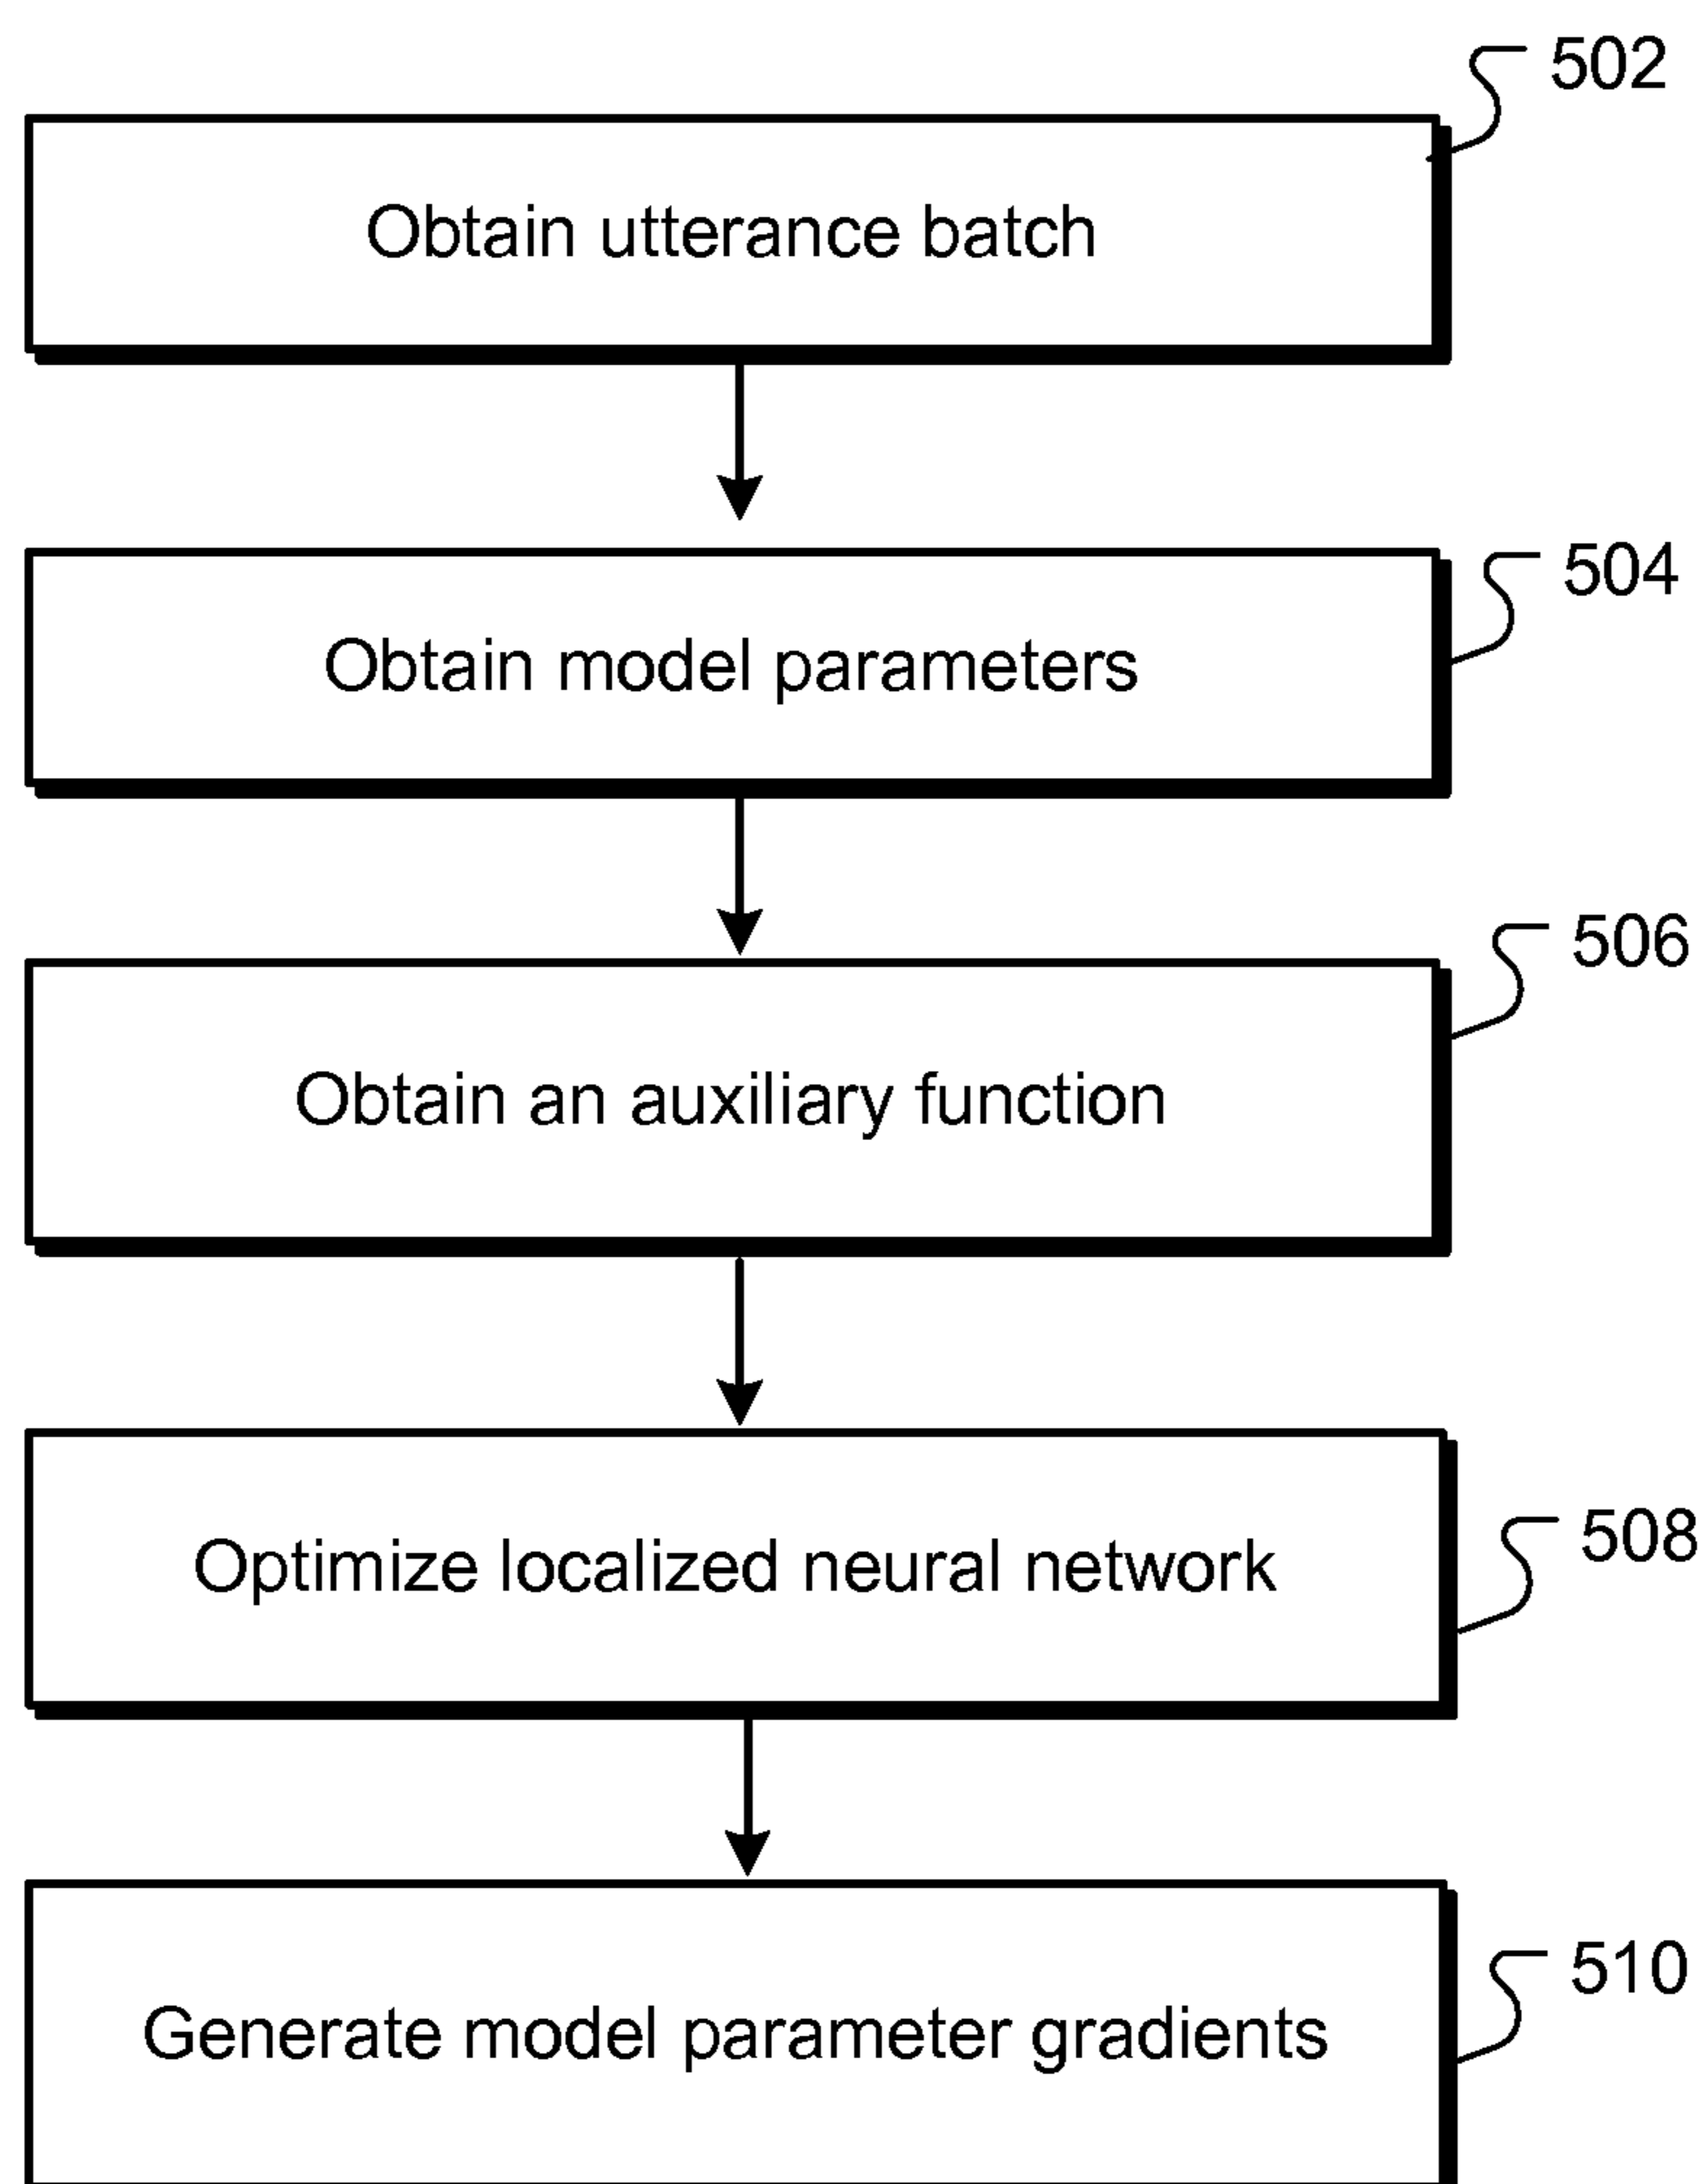 502
Obtain utterance batch
504
Obtain model parameters
506
Obtain an auxiliary function
508
Optimize localized neural network
510
Generate model parameter gradients